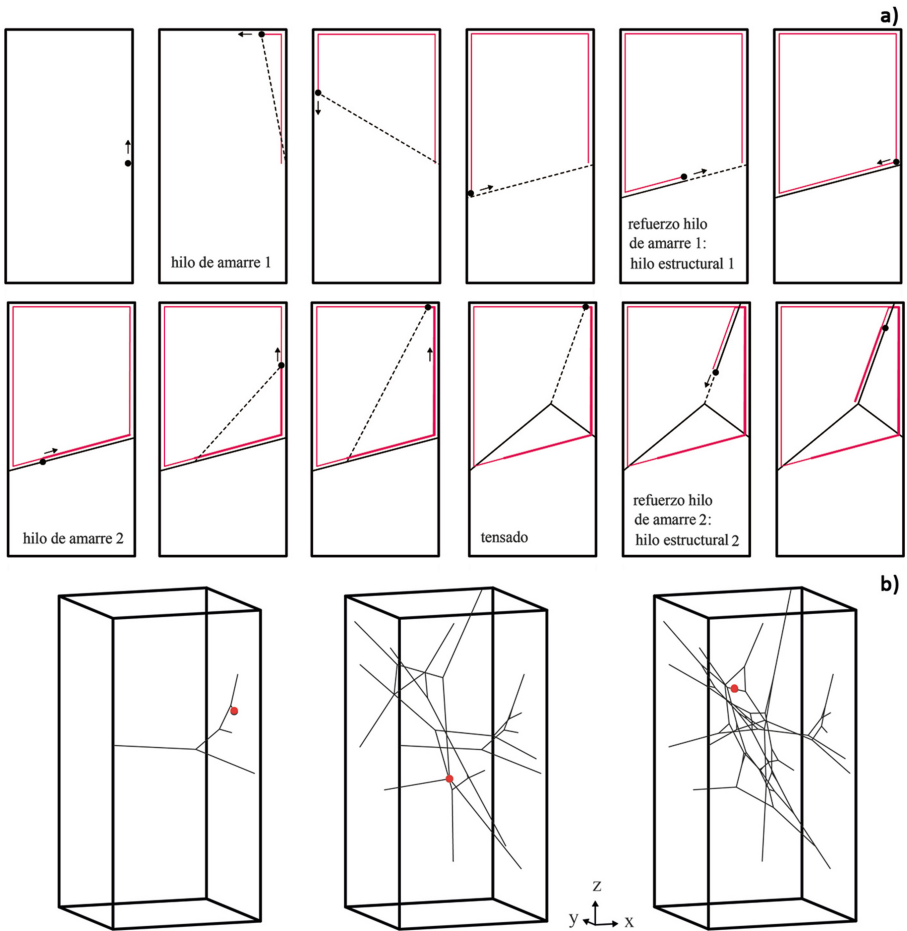 a)
hilo de amarre 1
refuerzo hilo
de amarre 1:
hilo estructural 1
hilo de amarre 2
tensado
refuerzo hilo
de amarre 2:
hilo estructural 2
b)
z
y
x